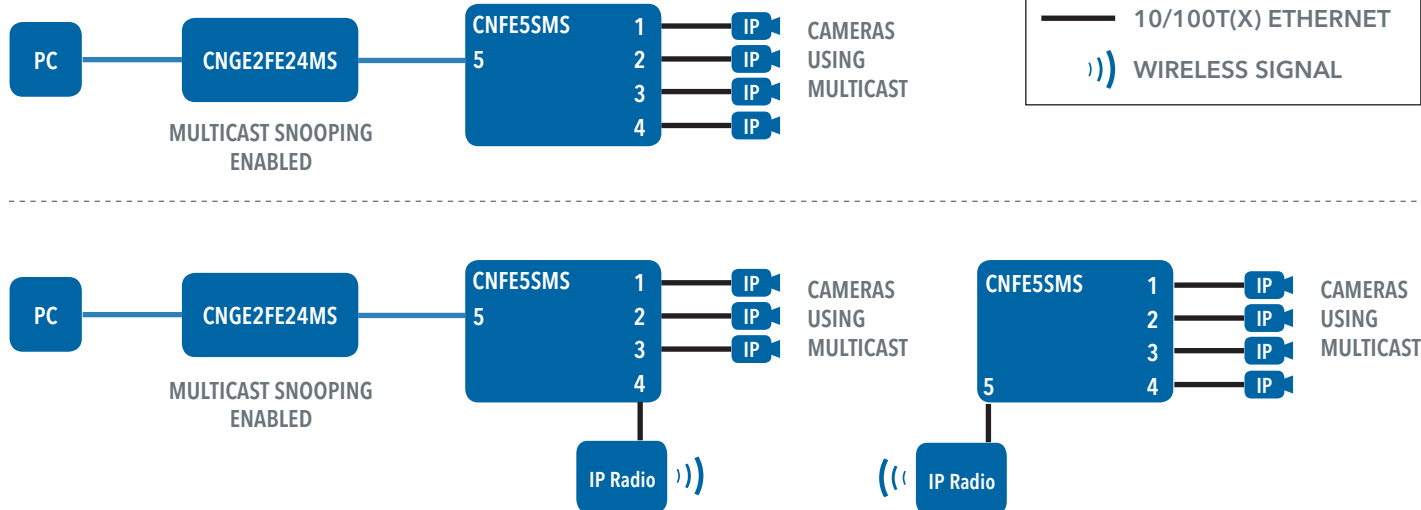 PC
CNGE2FE24MS
MULTICAST SNOOPING
ENABLED
CNFE5SMS
5
1
2
3
4
IP
IP
IP
IP
CAMERAS
USING
MULTICAST
10/100T(X) ETHERNET
WIRELESS SIGNAL
PC
CNGE2FE24MS
MULTICAST SNOOPING
ENABLED
CNFE5SMS
5
1
2
3
4
IP
IP
IP
CAMERAS
USING
MULTICAST
IP Radio
CNFE5SMS
5
1
2
3
4
IP
IP
IP
IP
CAMERAS
USING
MULTICAST
IP Radio